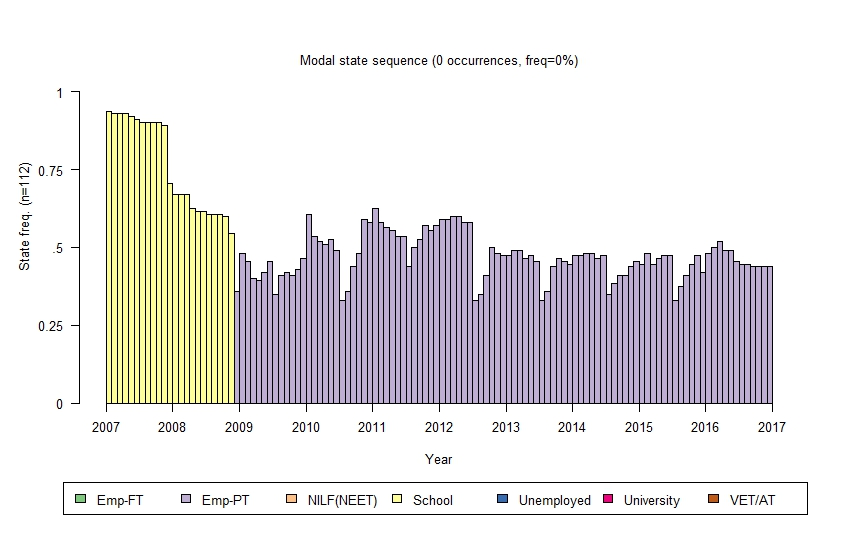 Modal state sequence (0 occurrences, freq=0%)
State freq. (n=112)
1
0.75
.5
0.25
0
2007 2008 2009 2010 2011 2012 2013 2014 2015 2016 2017
Year
Emp-FT Emp-PT NILF(NEET) School Unemployed University VET/AT